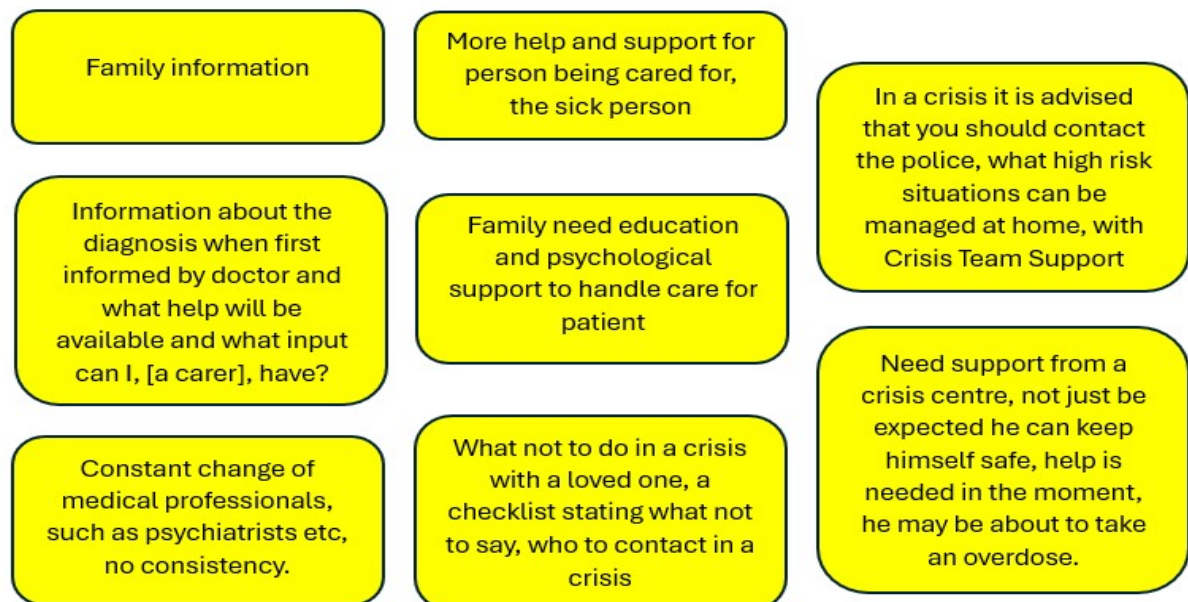 Family information
Information about the
diagnosis when first
informed by doctor and
what help will be
available and what input
can I, [a carer], have?
Constant change of
medical professionals,
such as psychiatrists etc,
no consistency.
More help and support for
person being cared for,
the sick person
Family need education
and psychological
support to handle care for
patient
What not to do in a crisis
with a loved one, a
checklist stating what not
to say, who to contact in a
crisis
In a crisis it is advised
that you should contact
the police, what high risk
situations can be
managed at home, with
Crisis Team Support
Need support from a
crisis centre, not just be
expected he can keep
himself safe, help is
needed in the moment,
he may be about to take
an overdose.